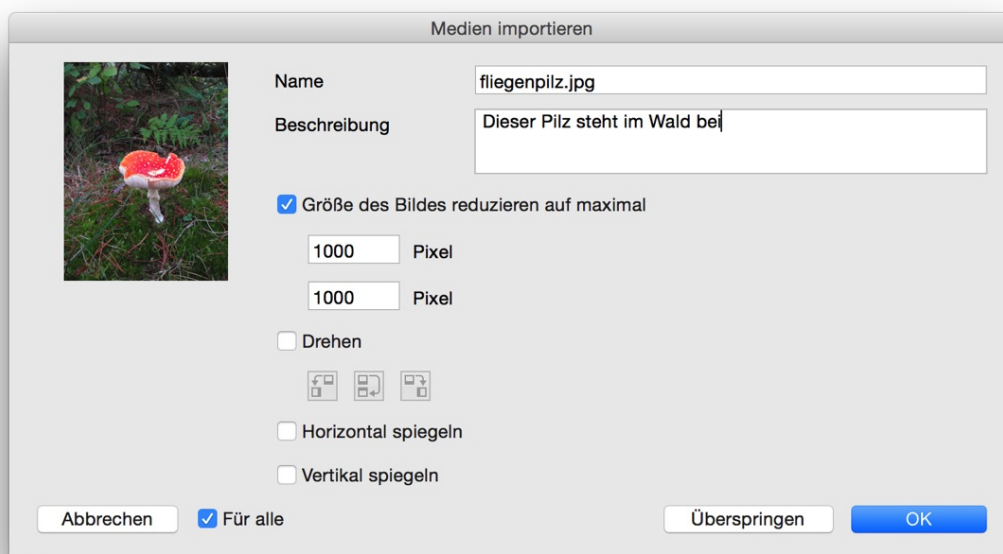 Medien importieren
Name
fliegenpilz.jpg
Beschreibung
Dieser Pilz steht im Wald bei
Größe des Bildes reduzieren auf maximal
1000 Pixel
1000 Pixel
Drehen
Horizontal spiegeln
Vertikal spiegeln
Abbrechen
Für alle
Überspringen
OK